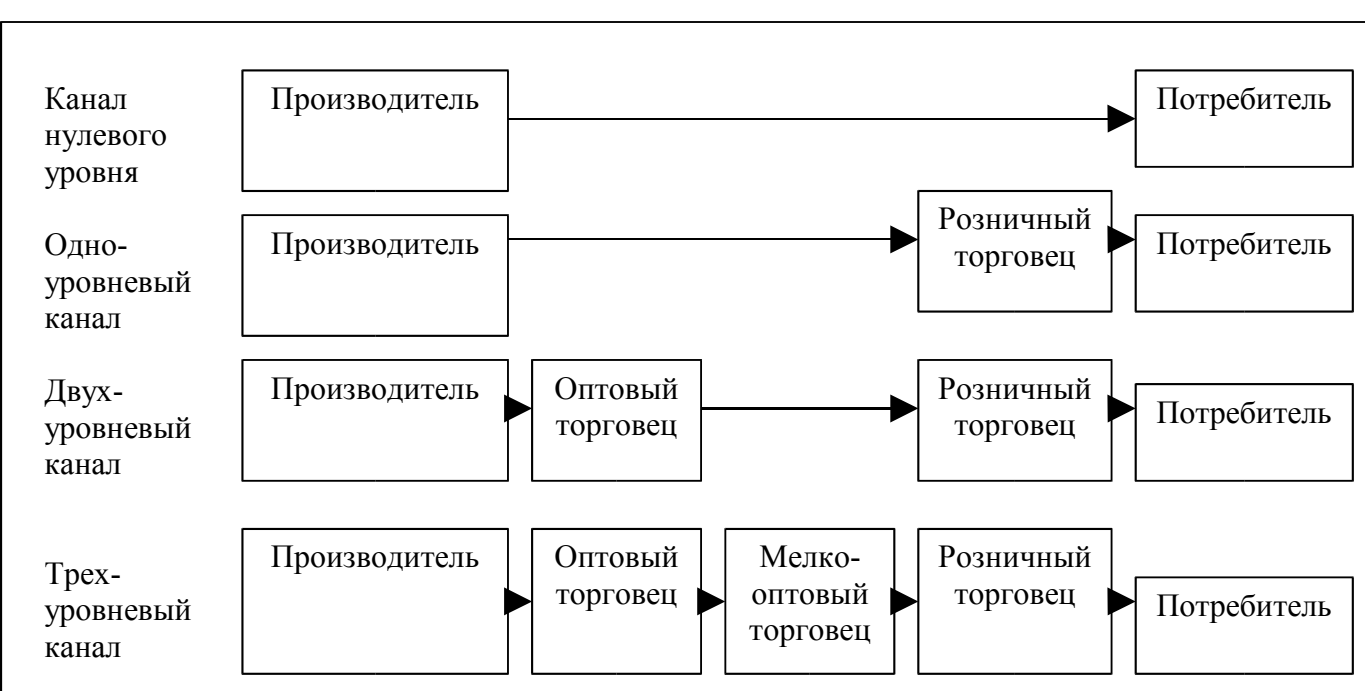 Канал
нулевого
уровня
Производитель
Потребитель
Одно-
уровневый
канал
Производитель
Розничный
торговец
Потребитель
Двух-
уровневый
канал
Производитель
Оптовый
торговец
Розничный
торговец
Потребитель
Трех-
уровневый
канал
Производитель
Оптовый
торговец
Мелко-
оптовый
торговец
Розничный
торговец
Потребитель